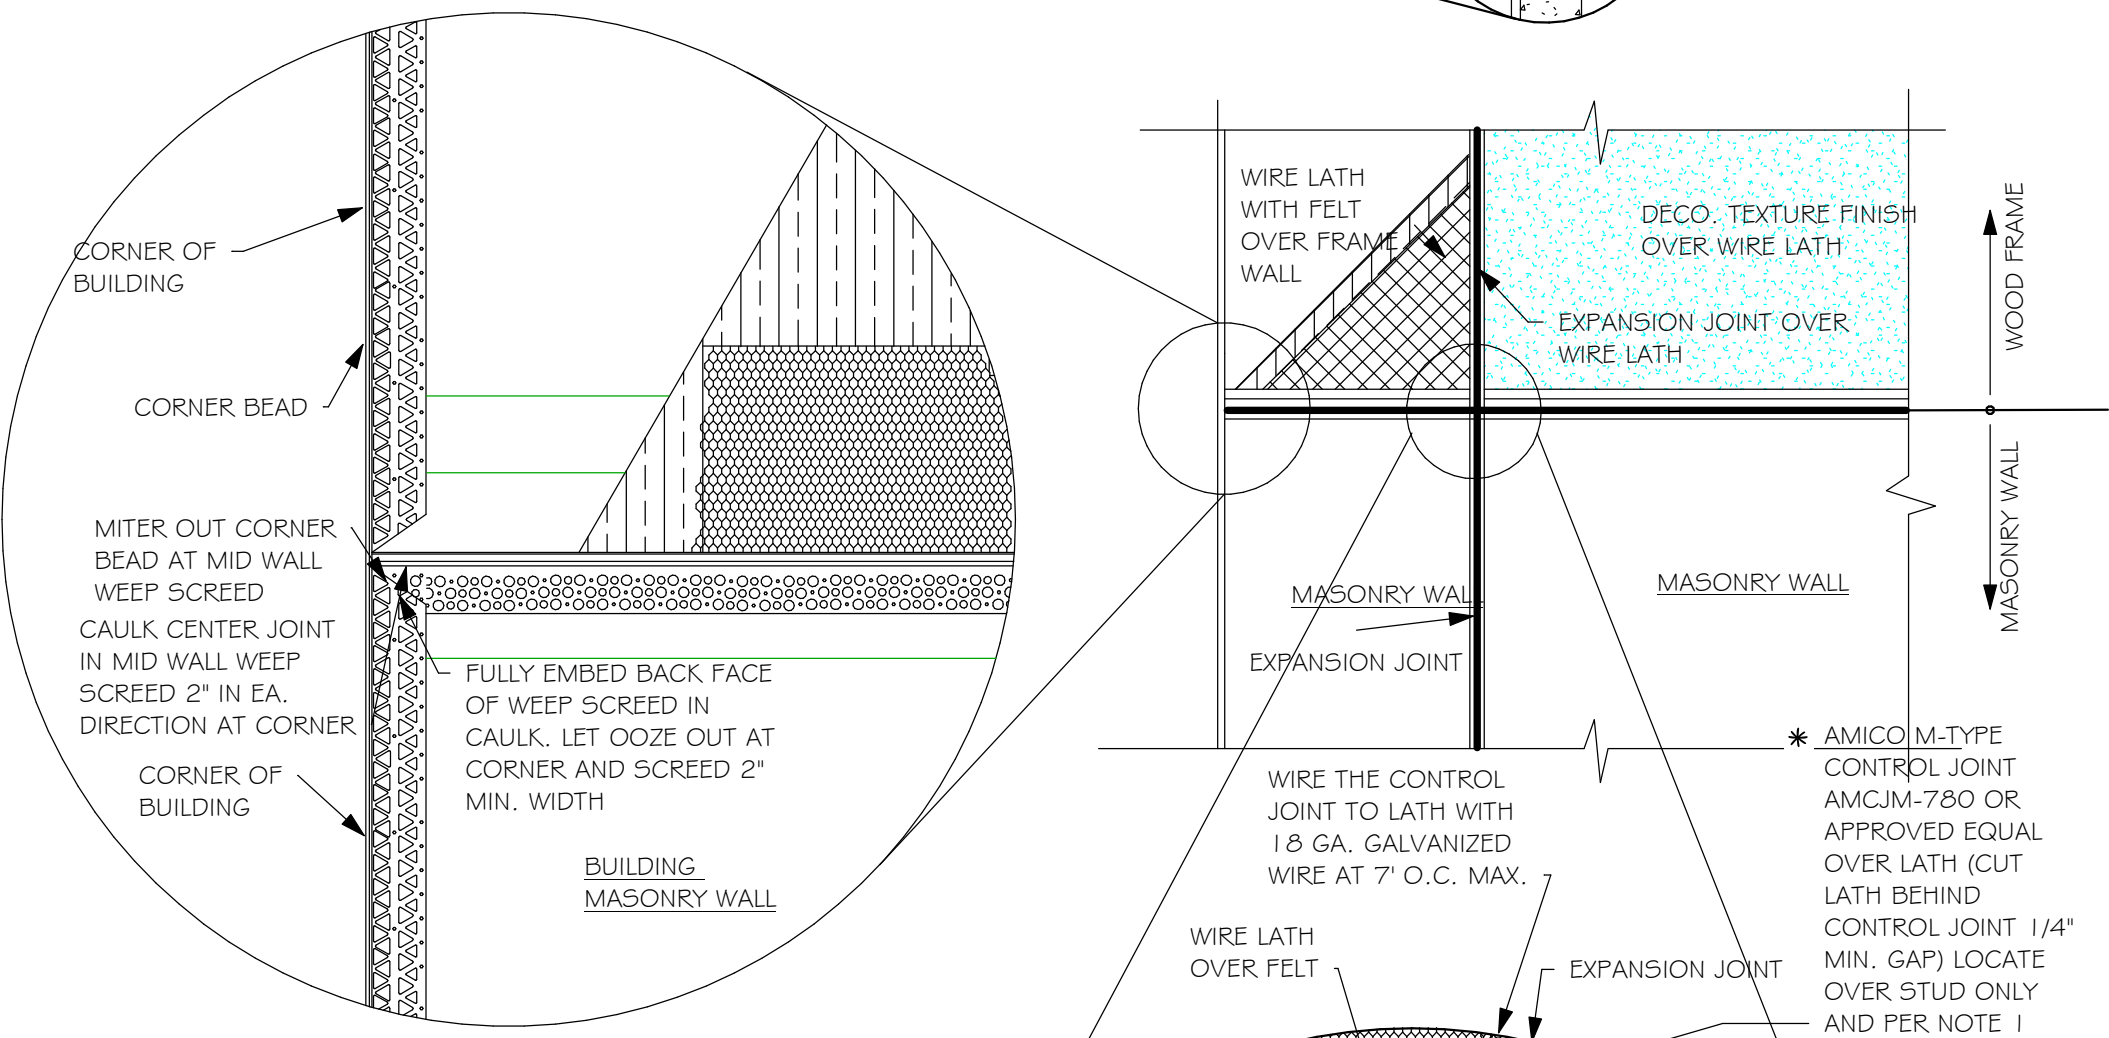 CORNER OF
BUILDING
CORNER BEAD
MITER OUT CORNER
BEAD AT MID WALL
WEEP SCREED
CAULK CENTER JOINT
IN MID WALL WEEP
SCREED 2" IN EA.
DIRECTION AT CORNER
CORNER OF
BUILDING
FULLY EMBED BACK FACE
OF WEEP SCREED IN
CAULK. LET OOZE OUT AT
CORNER AND SCREED 2"
MIN. WIDTH
BUILDING
MASONRY WALL
WIRE LATH
WITH FELT
OVER FRAME
WALL
DECO. TEXTURE FINISH
OVER WIRE LATH
EXPANSION JOINT OVER
WIRE LATH
WOOD FRAME
MASONRY WALL
MASONRY WALL
EXPANSION JOINT
MASONRY WALL
WIRE THE CONTROL
JOINT TO LATH WITH
18 GA. GALVANIZED
WIRE AT 7' O.C. MAX.
WIRE LATH
OVER FELT
EXPANSION JOINT
* AMICO M-TYPE
CONTROL JOINT
AMCJM-780 OR
APPROVED EQUAL
OVER LATH (CUT
LATH BEHIND
CONTROL JOINT 1/4"
MIN. GAP) LOCATE
OVER STUD ONLY
AND PER NOTE 1